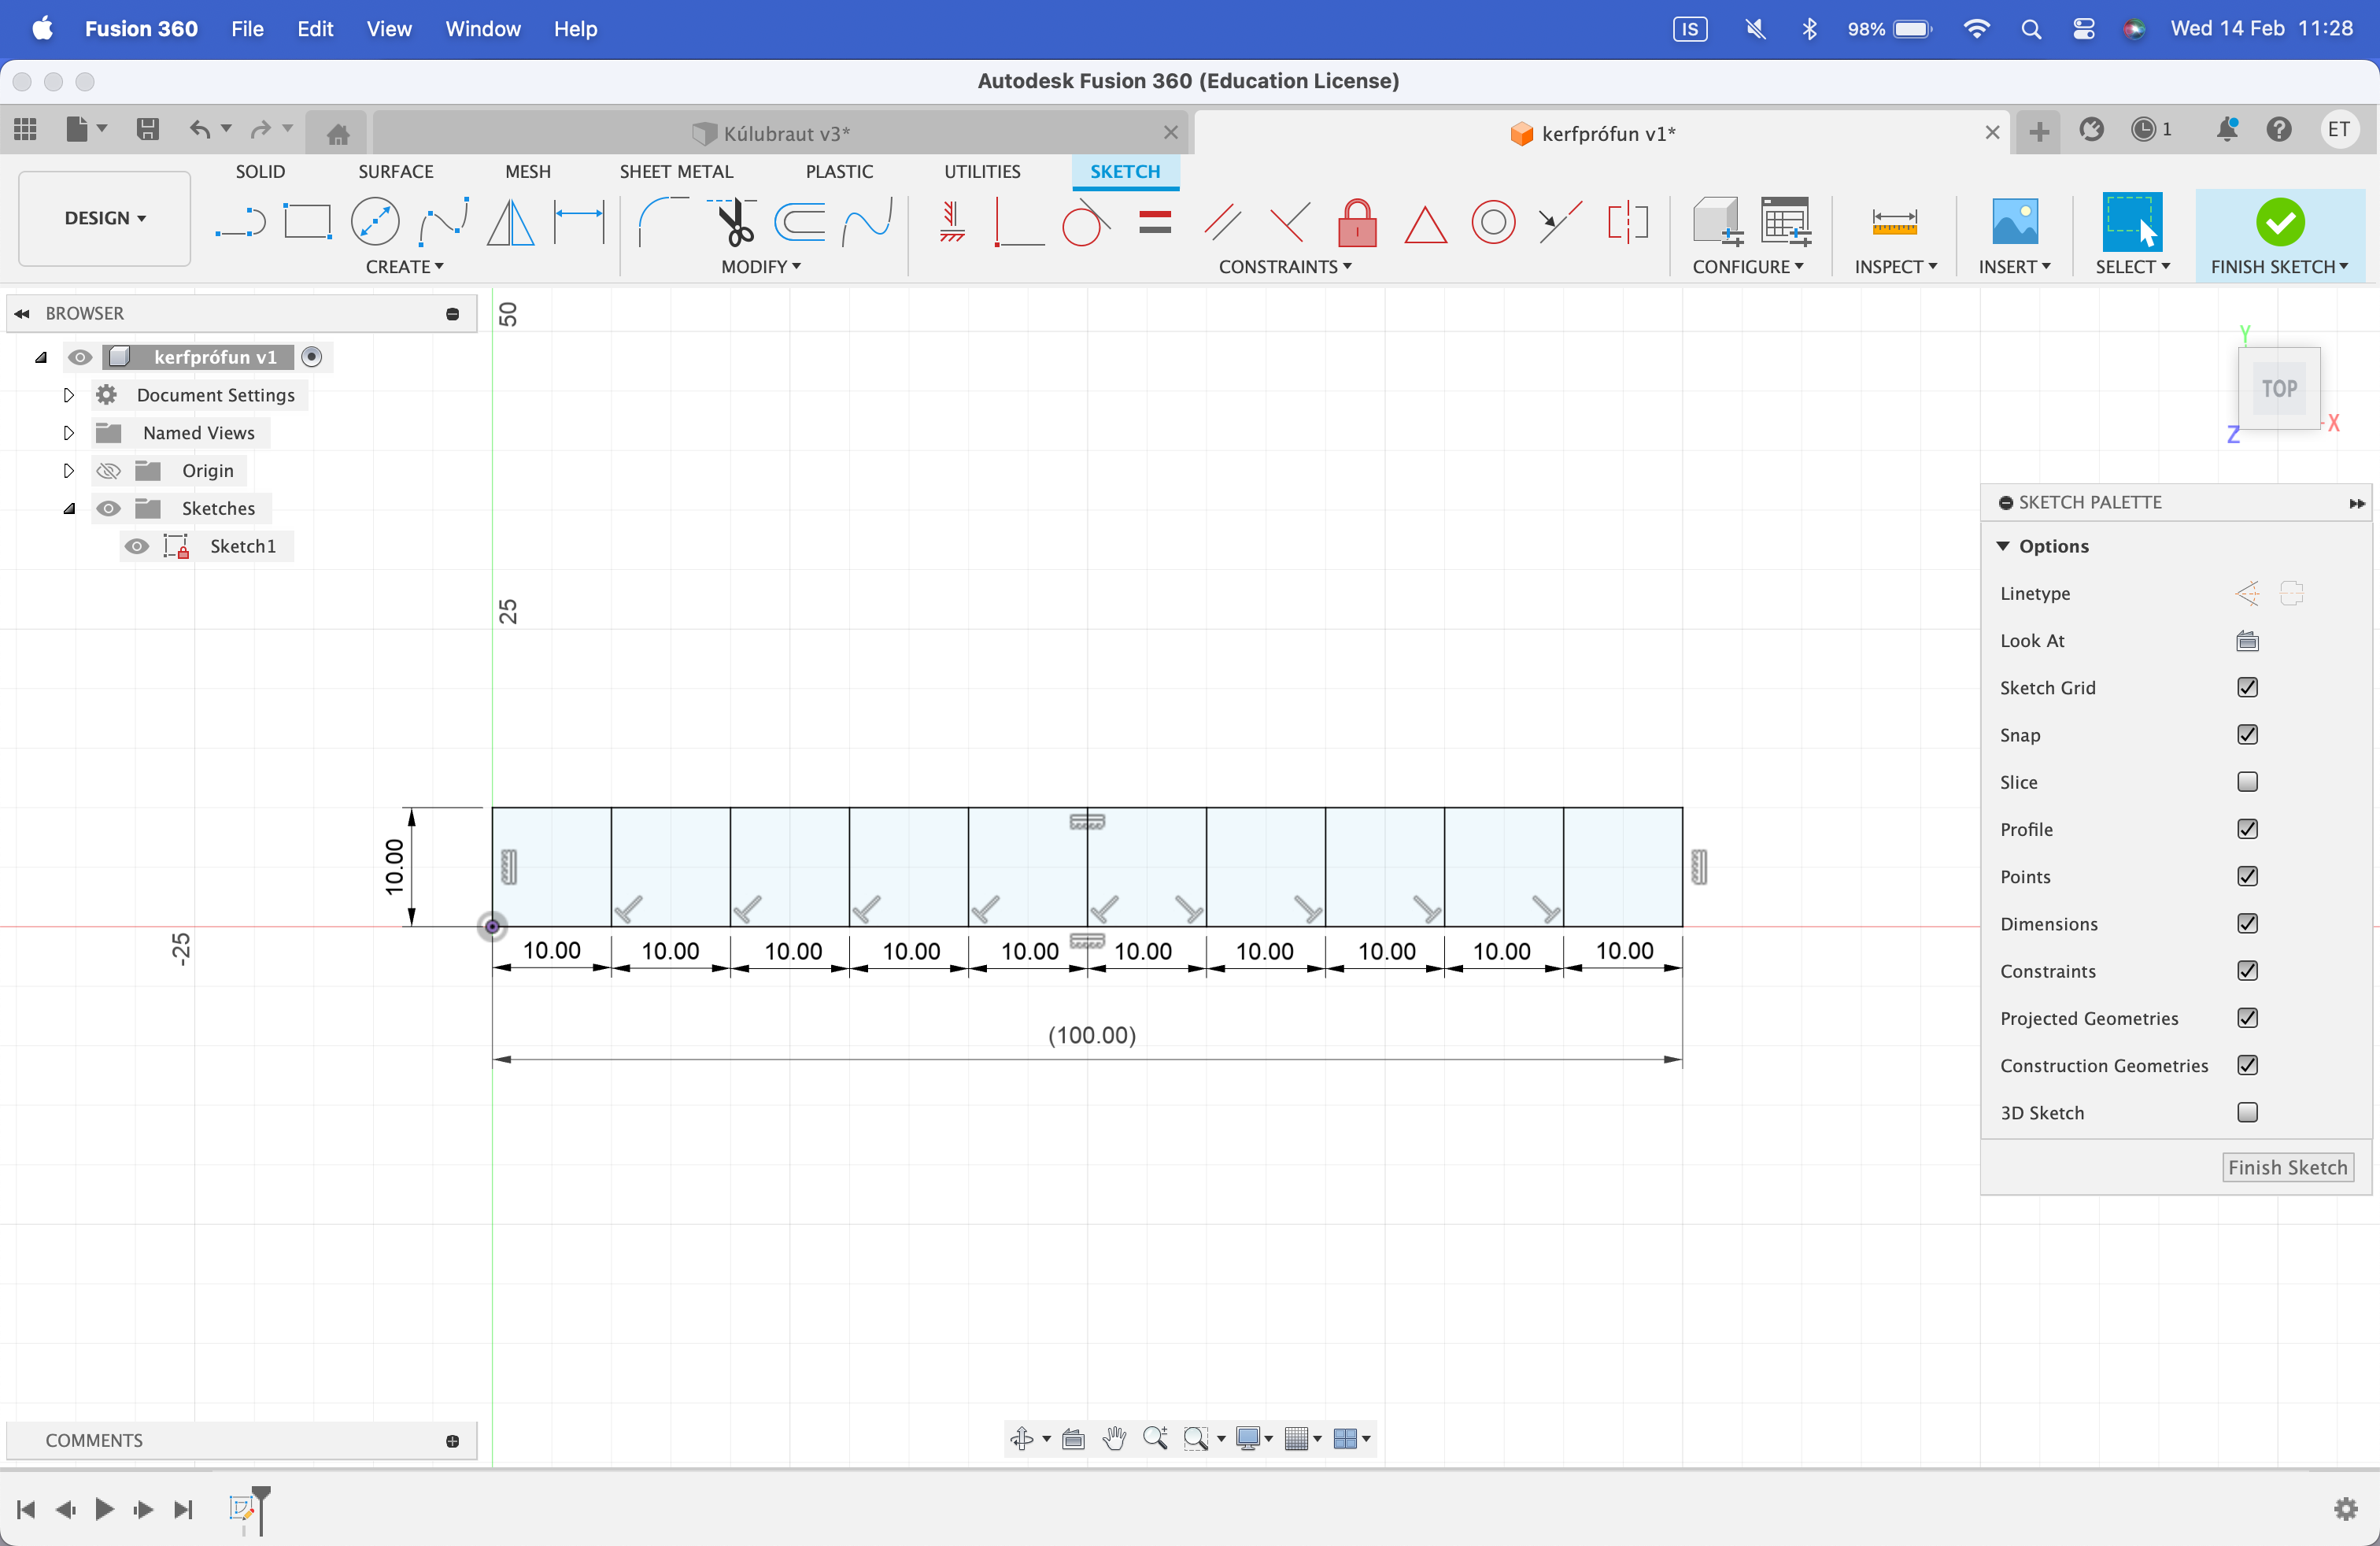 Fusion 360 File Edit View Window Help IS 98% Wed 14 Feb 11:28
Autodesk Fusion 360 (Education License)
Kúlubraut v3* kerfprófun v1* 1 ET
SOLID SURFACE MESH SHEET METAL PLASTIC UTILITIES SKETCH
DESIGN
CREATE MODIFY CONSTRAINTS CONFIGURE INSPECT INSERT SELECT FINISH SKETCH
BROWSER
kerfprófun v1
Document Settings
Named Views
Origin
Sketches
Sketch1
50
25
-25
Y
TOP
X
Z
10.00
10.00 10.00 10.00 10.00 10.00 10.00 10.00 10.00 10.00 10.00
(100.00)
SKETCH PALETTE
Options
Linetype
Look At
Sketch Grid
Snap
Slice
Profile
Points
Dimensions
Constraints
Projected Geometries
Construction Geometries
3D Sketch
Finish Sketch
COMMENTS